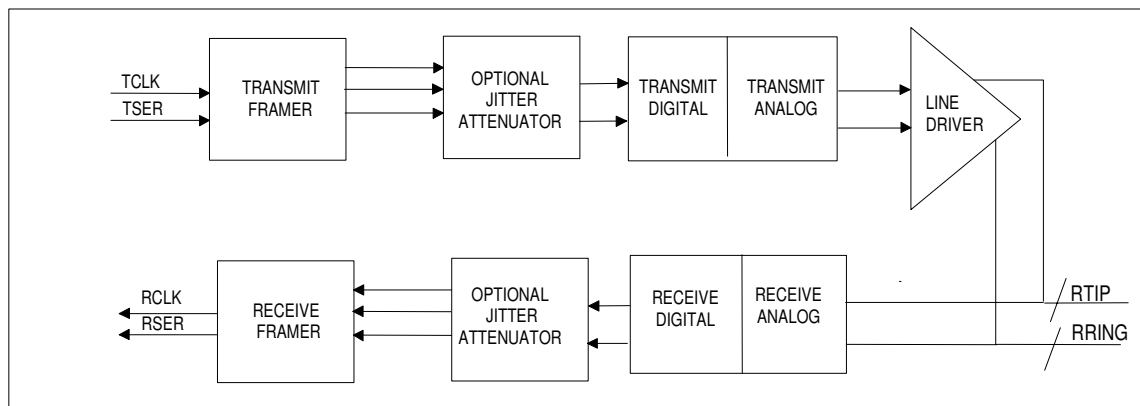 TCLK
TSER
TRANSMIT
FRAMER
OPTIONAL
JITTER
ATTENUATOR
TRANSMIT
DIGITAL
TRANSMIT
ANALOG
LINE
DRIVER
RCLK
RSER
RECEIVE
FRAMER
OPTIONAL
JITTER
ATTENUATOR
RECEIVE
DIGITAL
RECEIVE
ANALOG
RTIP
RRING